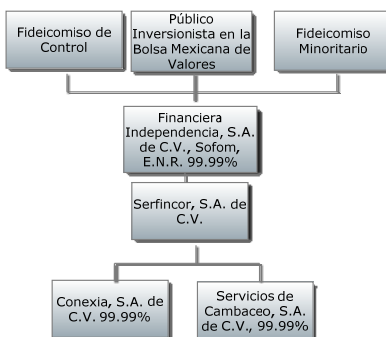 Fideicomiso de
Control
Público
Inversionista en la
Bolsa Mexicana de
Valores
Fideicomiso
Minoritario
Financiera
Independencia, S.A.
de C.V., Sofom,
E.N.R. 99.99%
Serfincor, S.A. de
C.V.
Conexia, S.A. de
C.V. 99.99%
Servicios de
Cambaceo, S.A.
de C.V., 99.99%